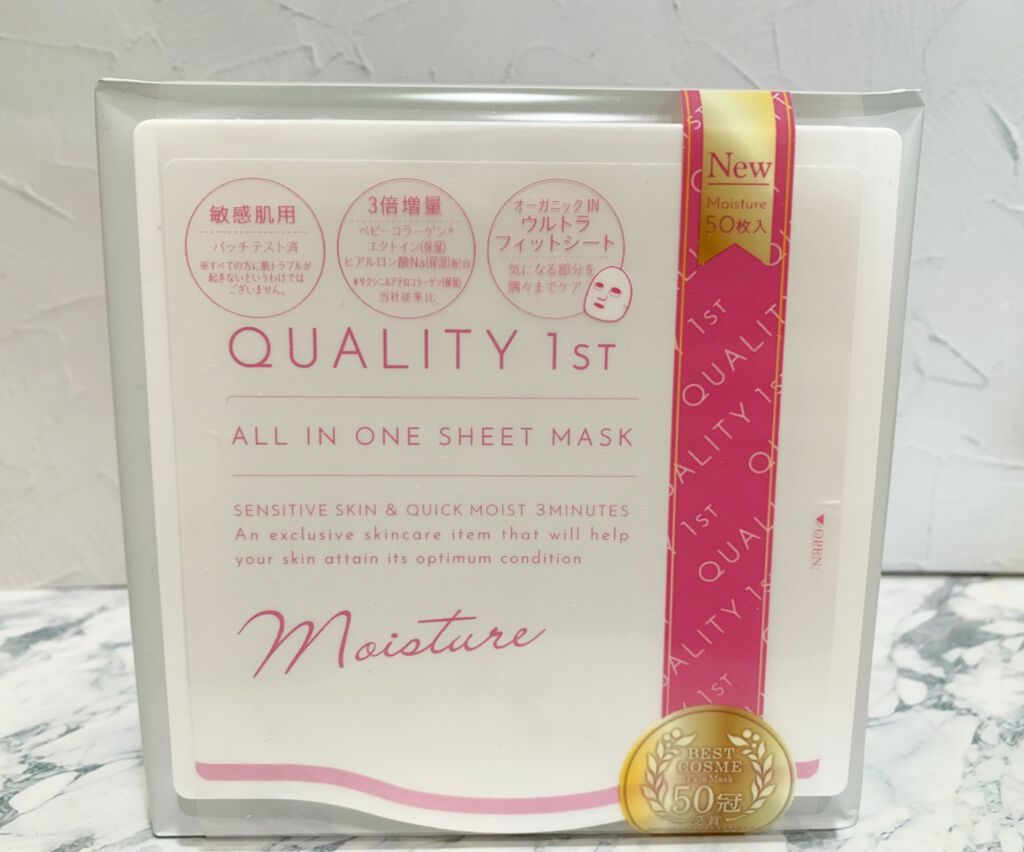 敏感肌用
パッチテスト済
※すべての方に肌トラブルが
起きないというわけでは
ございません。
3倍増量
ベビーコラーゲン*
エクトイン(保湿)
ヒアルロン酸Na(保湿)配合
*サクシニルアテロコラーゲン(保湿)
当社従来比
オーガニックIN
ウルトラ
フィットシート
気になる部分を
隅々までケア
New
Moisture
50枚入
QUALITY 1ST
ALL IN ONE SHEET MASK
SENSITIVE SKIN & QUICK MOIST 3MINUTES
An exclusive skincare item that will help
your skin attain its optimum condition
Moisture
1ST
QUALITY
QUALITY 1ST
1ST
QUALITY
QUALITY 1ST
1ST
OPEN
BEST
COSME
Face Mask
50冠
受賞